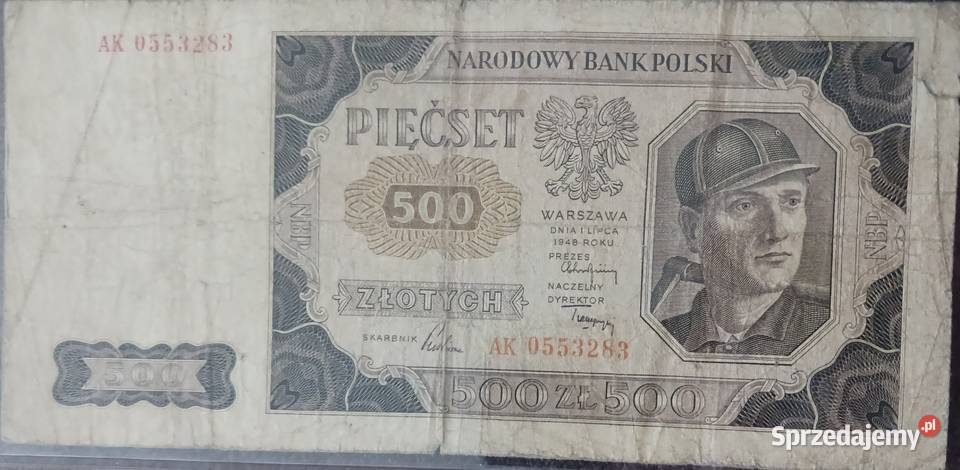 AK 0553283
NARODOWY BANK POLSKI
PIĘĆSET
500
ZŁOTYCH
WARSZAWA
DNIA 1 LIPCA
1948 ROKU
PREZES
NACZELNY
DYREKTOR
SKARBNIK
AK 0553283
NBP
NBP
500
500 ZŁ 500
Sprzedajemy.pl